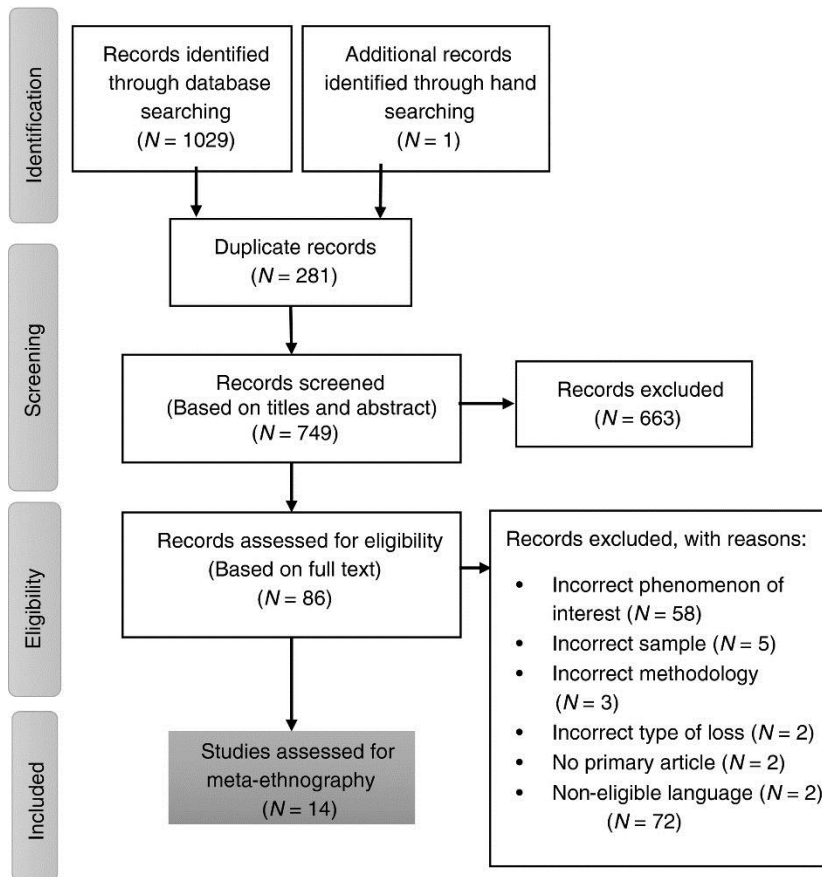 Identification
Records identified
through database
searching
(N = 1029)
Additional records
identified through hand
searching
(N = 1)
Screening
Duplicate records
(N = 281)
Records screened
(Based on titles and abstract)
(N = 749)
Records excluded
(N = 663)
Eligibility
Records assessed for eligibility
(Based on full text)
(N = 86)
Records excluded, with reasons:
• Incorrect phenomenon of
interest (N = 58)
• Incorrect sample (N = 5)
• Incorrect methodology
(N = 3)
• Incorrect type of loss (N = 2)
• No primary article (N = 2)
• Non-eligible language (N = 2)
(N = 72)
Included
Studies assessed for
meta-ethnography
(N = 14)